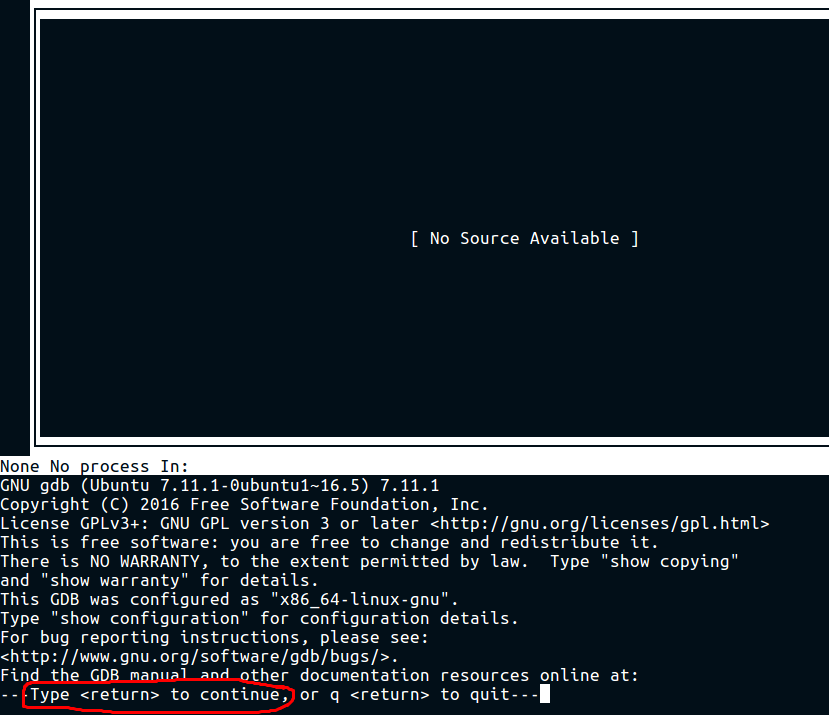 [ No Source Available ]
None No process In:
GNU gdb (Ubuntu 7.11.1-0ubuntu1~16.5) 7.11.1
Copyright (C) 2016 Free Software Foundation, Inc.
License GPLv3+: GNU GPL version 3 or later <http://gnu.org/licenses/gpl.html>
This is free software: you are free to change and redistribute it.
There is NO WARRANTY, to the extent permitted by law.  Type "show copying"
and "show warranty" for details.
This GDB was configured as "x86_64-linux-gnu".
Type "show configuration" for configuration details.
For bug reporting instructions, please see:
<http://www.gnu.org/software/gdb/bugs/>.
Find the GDB manual and other documentation resources online at:
---Type <return> to continue, or q <return> to quit---